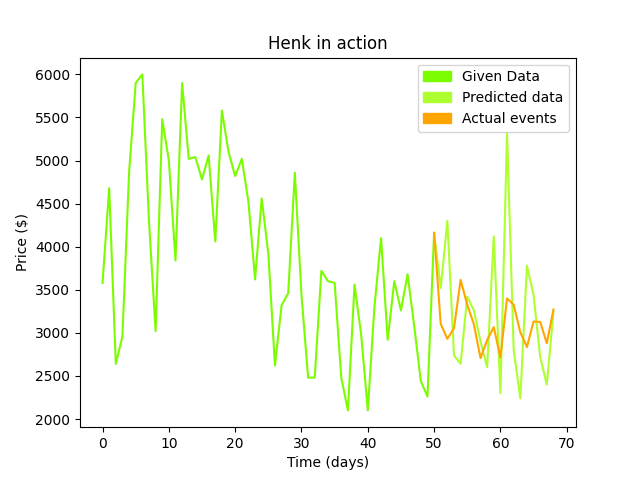 Henk in action
Given Data
Predicted data
Actual events
Price ($)
6000
5500
5000
4500
4000
3500
3000
2500
2000
0 10 20 30 40 50 60 70
Time (days)